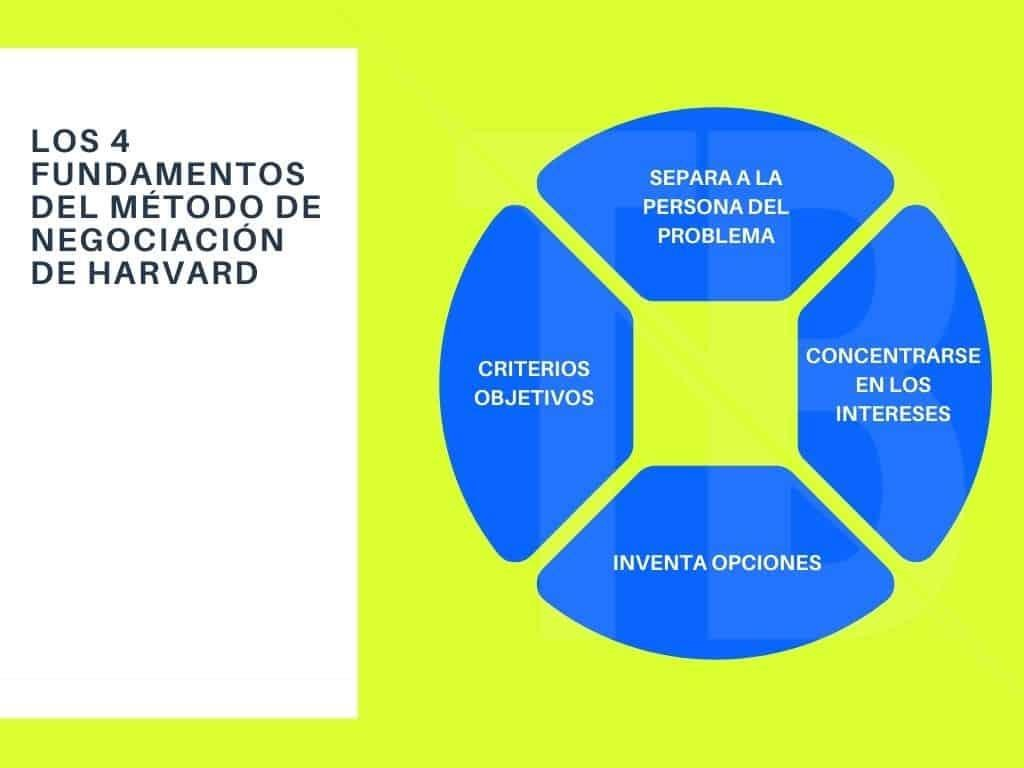 LOS 4
FUNDAMENTOS
DEL MÉTODO DE
NEGOCIACIÓN
DE HARVARD
SEPARA A LA
PERSONA DEL
PROBLEMA
CONCENTRARSE
EN LOS
INTERESES
INVENTA OPCIONES
CRITERIOS
OBJETIVOS
TB